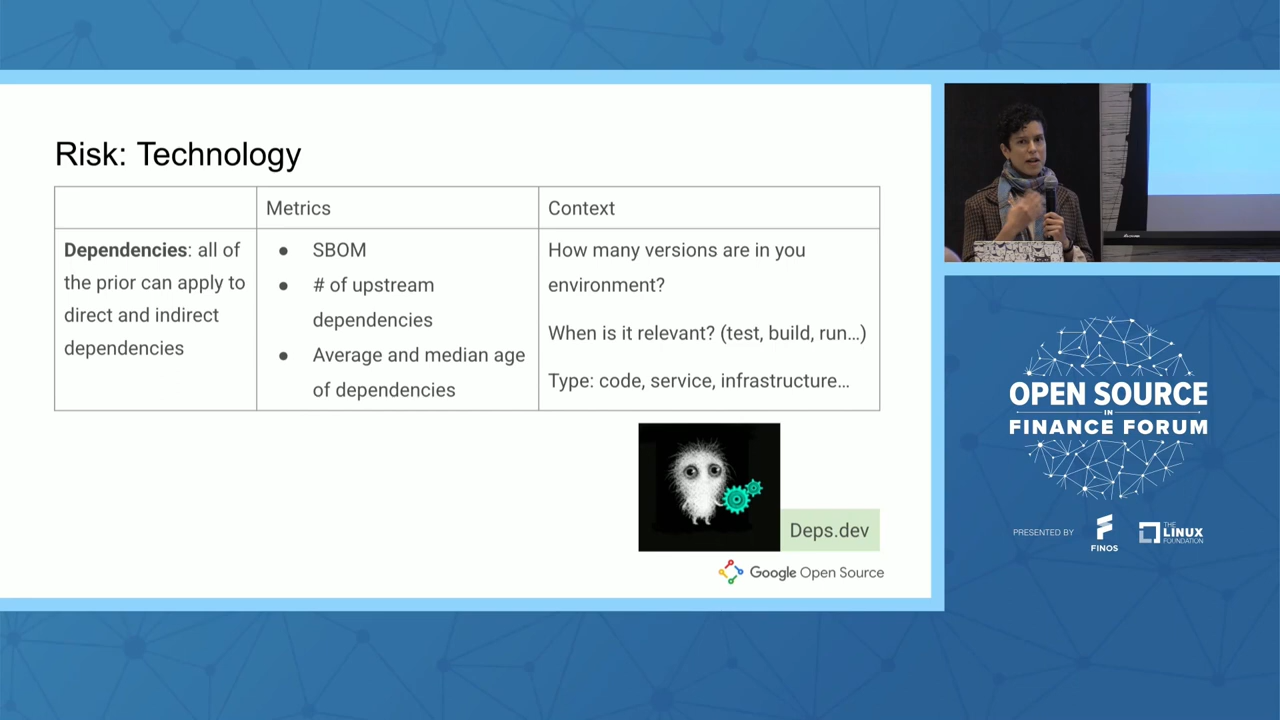 Risk: Technology
Metrics
Context
Dependencies: all of
the prior can apply to
direct and indirect
dependencies
● SBOM
● # of upstream
dependencies
● Average and median age
of dependencies
How many versions are in you
environment?
When is it relevant? (test, build, run...)
Type: code, service, infrastructure...
Deps.dev
Google Open Source
OPEN SOURCE
IN
FINANCE FORUM
PRESENTED BY
FINOS
THE
LINUX
FOUNDATION